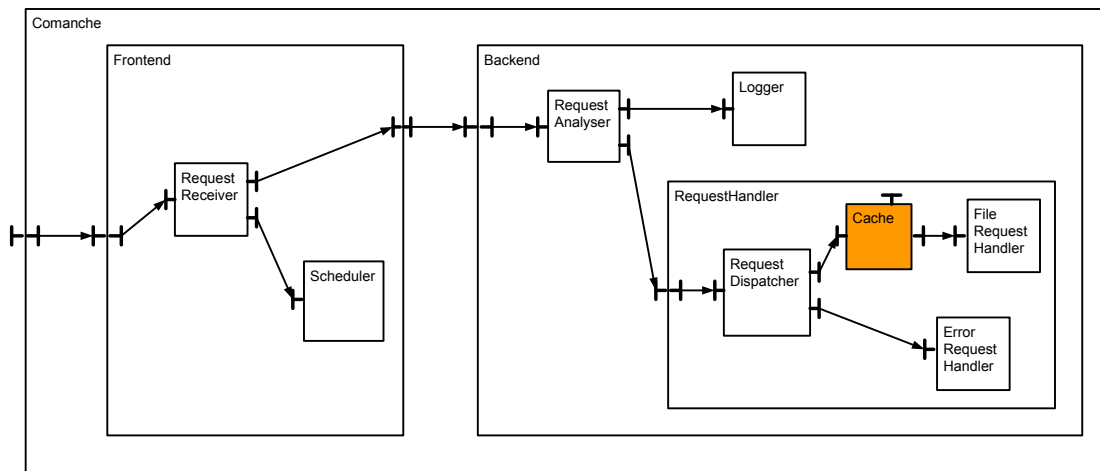 Comanche
Frontend
Backend
Logger
Request
Analyser
Request
Receiver
RequestHandler
Cache
File
Request
Handler
Request
Dispatcher
Scheduler
Error
Request
Handler